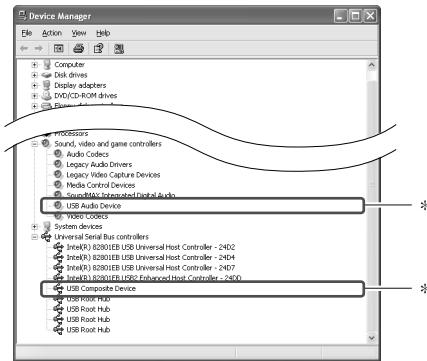 Device Manager
File Action View Help
Computer
Disk drives
Display adapters
DVD/CD-ROM drives
Processors
Sound, video and game controllers
Audio Codecs
Legacy Audio Drivers
Legacy Video Capture Devices
Media Control Devices
SoundMAX Integrated Digital Audio
USB Audio Device
*
Video Codecs
System devices
Universal Serial Bus controllers
Intel(R) 82801EB USB Universal Host Controller - 24D2
Intel(R) 82801EB USB Universal Host Controller - 24D4
Intel(R) 82801EB USB Universal Host Controller - 24D7
Intel(R) 82801EB USB2 Enhanced Host Controller - 24DD
USB Composite Device
*
USB Root Hub
USB Root Hub
USB Root Hub
USB Root Hub